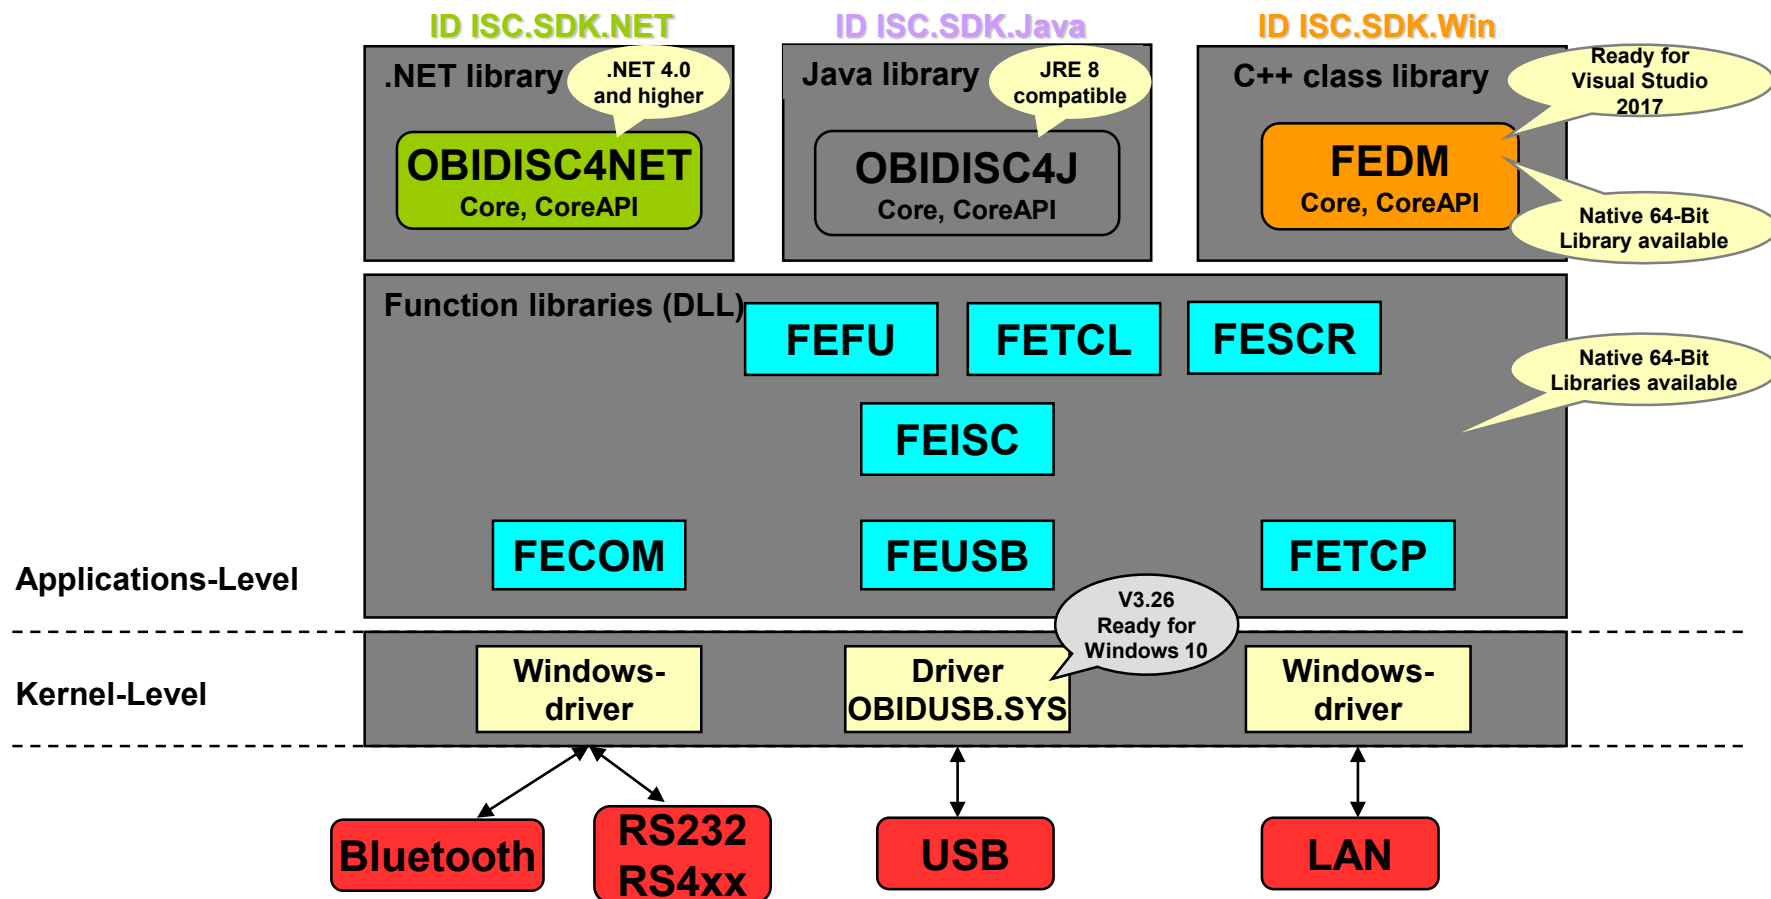 ID ISC.SDK.NET
ID ISC.SDK.Java
ID ISC.SDK.Win
.NET library
.NET 4.0
and higher
Java library
JRE 8
compatible
C++ class library
Ready for
Visual Studio
2017
OBIDISC4NET
Core, CoreAPI
OBIDISC4J
Core, CoreAPI
FEDM
Core, CoreAPI
Native 64-Bit
Library available
Function libraries (DLL)
FEFU
FETCL
FESCR
Native 64-Bit
Libraries available
FEISC
FECOM
FEUSB
FETCP
Applications-Level
V3.26
Ready for
Windows 10
Kernel-Level
Windows-
driver
Driver
OBIDUSB.SYS
Windows-
driver
Bluetooth
RS232
RS4xx
USB
LAN